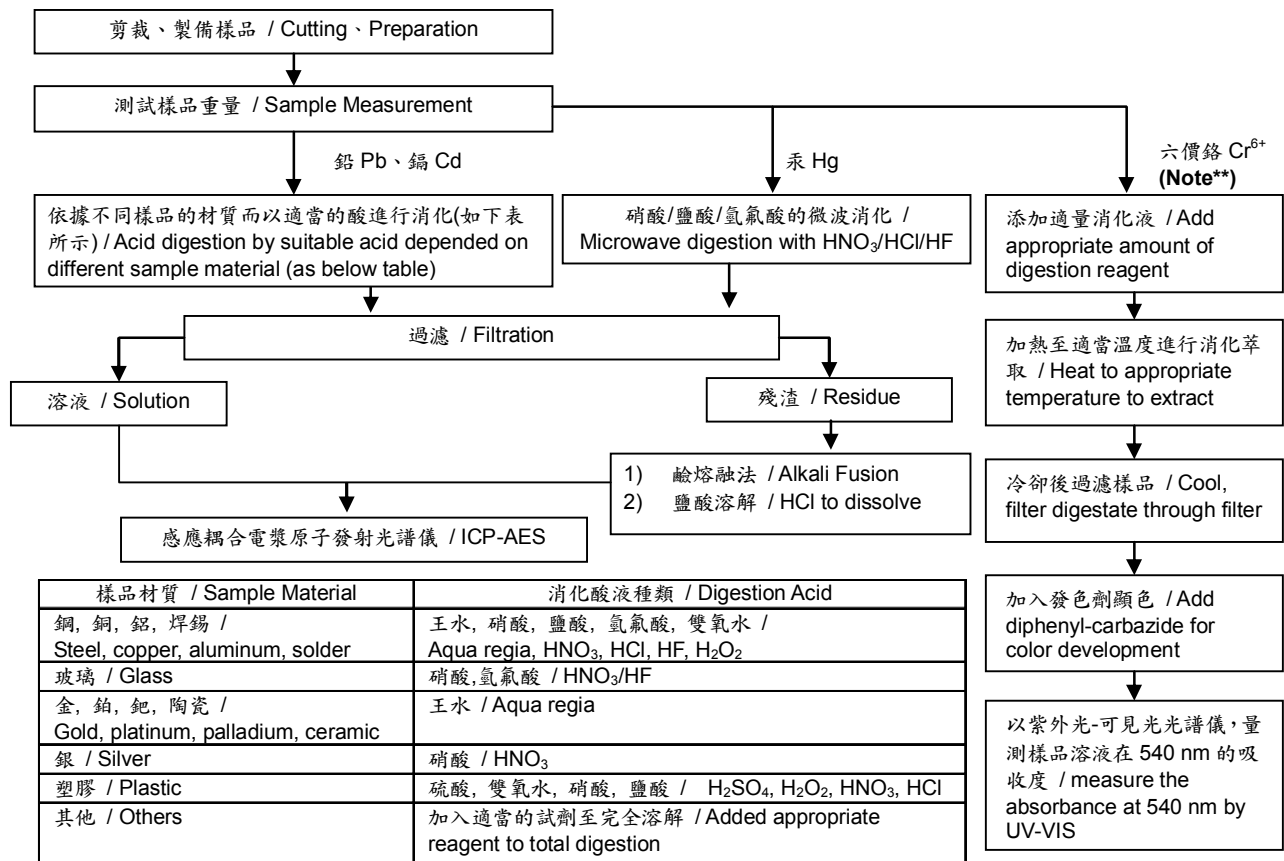 剪裁、製備樣品 / Cutting、Preparation
測試樣品重量 / Sample Measurement
鉛 Pb、鎘 Cd
汞 Hg
六價鉻 Cr⁶⁺
(Note**)
依據不同樣品的材質而以適當的酸進行消化(如下表
所示) / Acid digestion by suitable acid depended on
different sample material (as below table)
硝酸/鹽酸/氫氟酸的微波消化 /
Microwave digestion with HNO₃/HCl/HF
添加適量消化液 / Add
appropriate amount of
digestion reagent
過濾 / Filtration
加熱至適當溫度進行消化萃
取 / Heat to appropriate
temperature to extract
溶液 / Solution
殘渣 / Residue
1) 鹼熔融法 / Alkali Fusion
2) 鹽酸溶解 / HCl to dissolve
冷卻後過濾樣品 / Cool,
filter digestate through filter
感應耦合電漿原子發射光譜儀 / ICP-AES
樣品材質 / Sample Material
消化酸液種類 / Digestion Acid
鋼, 銅, 鋁, 焊錫 /
Steel, copper, aluminum, solder
王水, 硝酸, 鹽酸, 氫氟酸, 雙氧水 /
Aqua regia, HNO₃, HCl, HF, H₂O₂
玻璃 / Glass
硝酸,氫氟酸 / HNO₃/HF
金, 鉑, 鈀, 陶瓷 /
Gold, platinum, palladium, ceramic
王水 / Aqua regia
銀 / Silver
硝酸 / HNO₃
塑膠 / Plastic
硫酸, 雙氧水, 硝酸, 鹽酸 / H₂SO₄, H₂O₂, HNO₃, HCl
其他 / Others
加入適當的試劑至完全溶解 / Added appropriate
reagent to total digestion
加入發色劑顯色 / Add
diphenyl-carbazide for
color development
以紫外光-可見光光譜儀，量
測樣品溶液在 540 nm 的吸
收度 / measure the
absorbance at 540 nm by
UV-VIS